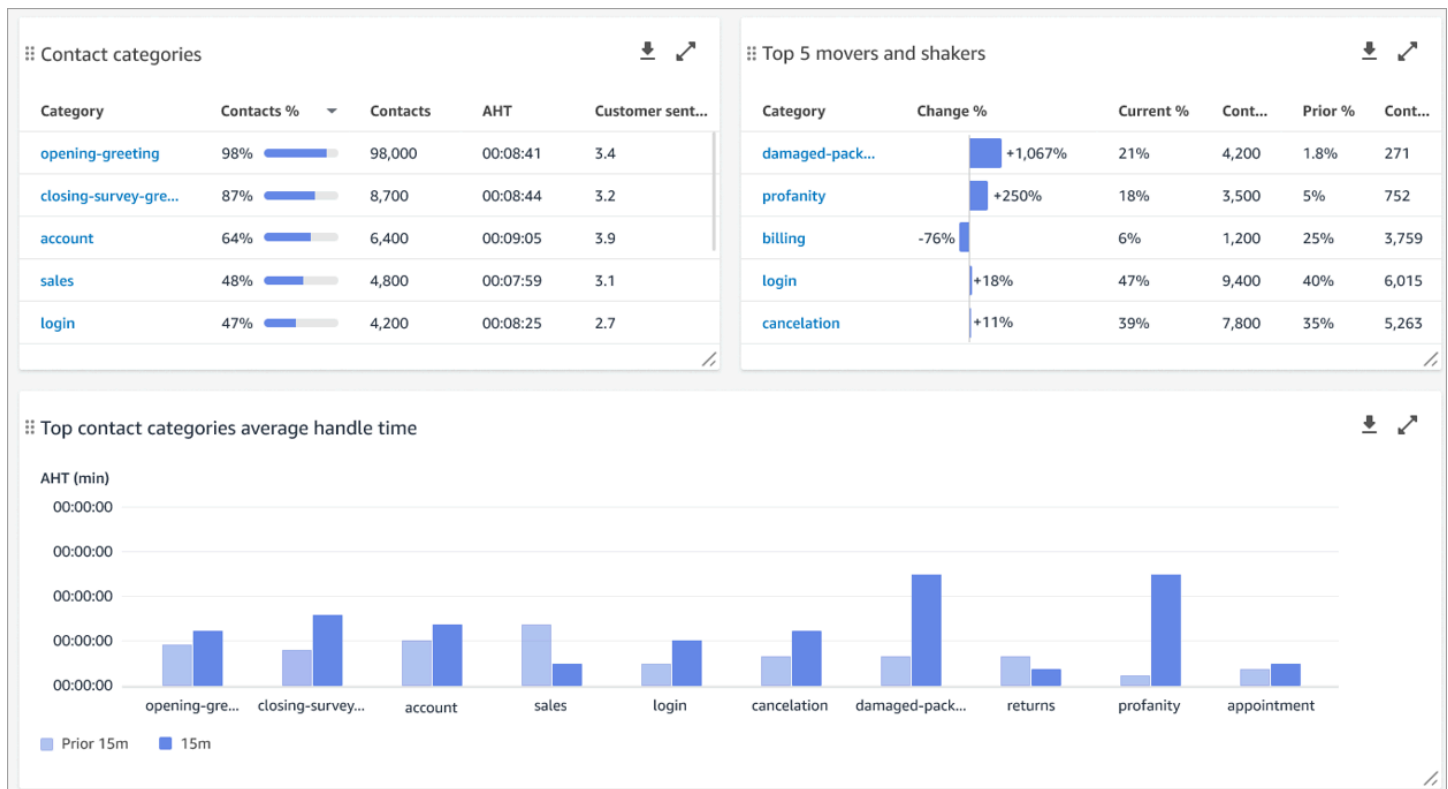 Contact categories
Category Contacts % Contacts AHT Customer sent...
opening-greeting 98% 98,000 00:08:41 3.4
closing-survey-gre... 87% 8,700 00:08:44 3.2
account 64% 6,400 00:09:05 3.9
sales 48% 4,800 00:07:59 3.1
login 47% 4,200 00:08:25 2.7
Top 5 movers and shakers
Category Change % Current % Cont... Prior % Cont...
damaged-pack... +1,067% 21% 4,200 1.8% 271
profanity +250% 18% 3,500 5% 752
billing -76% 6% 1,200 25% 3,759
login +18% 47% 9,400 40% 6,015
cancelation +11% 39% 7,800 35% 5,263
Top contact categories average handle time
AHT (min)
00:00:00
00:00:00
00:00:00
00:00:00
00:00:00
opening-gre... closing-survey... account sales login cancelation damaged-pack... returns profanity appointment
Prior 15m 15m